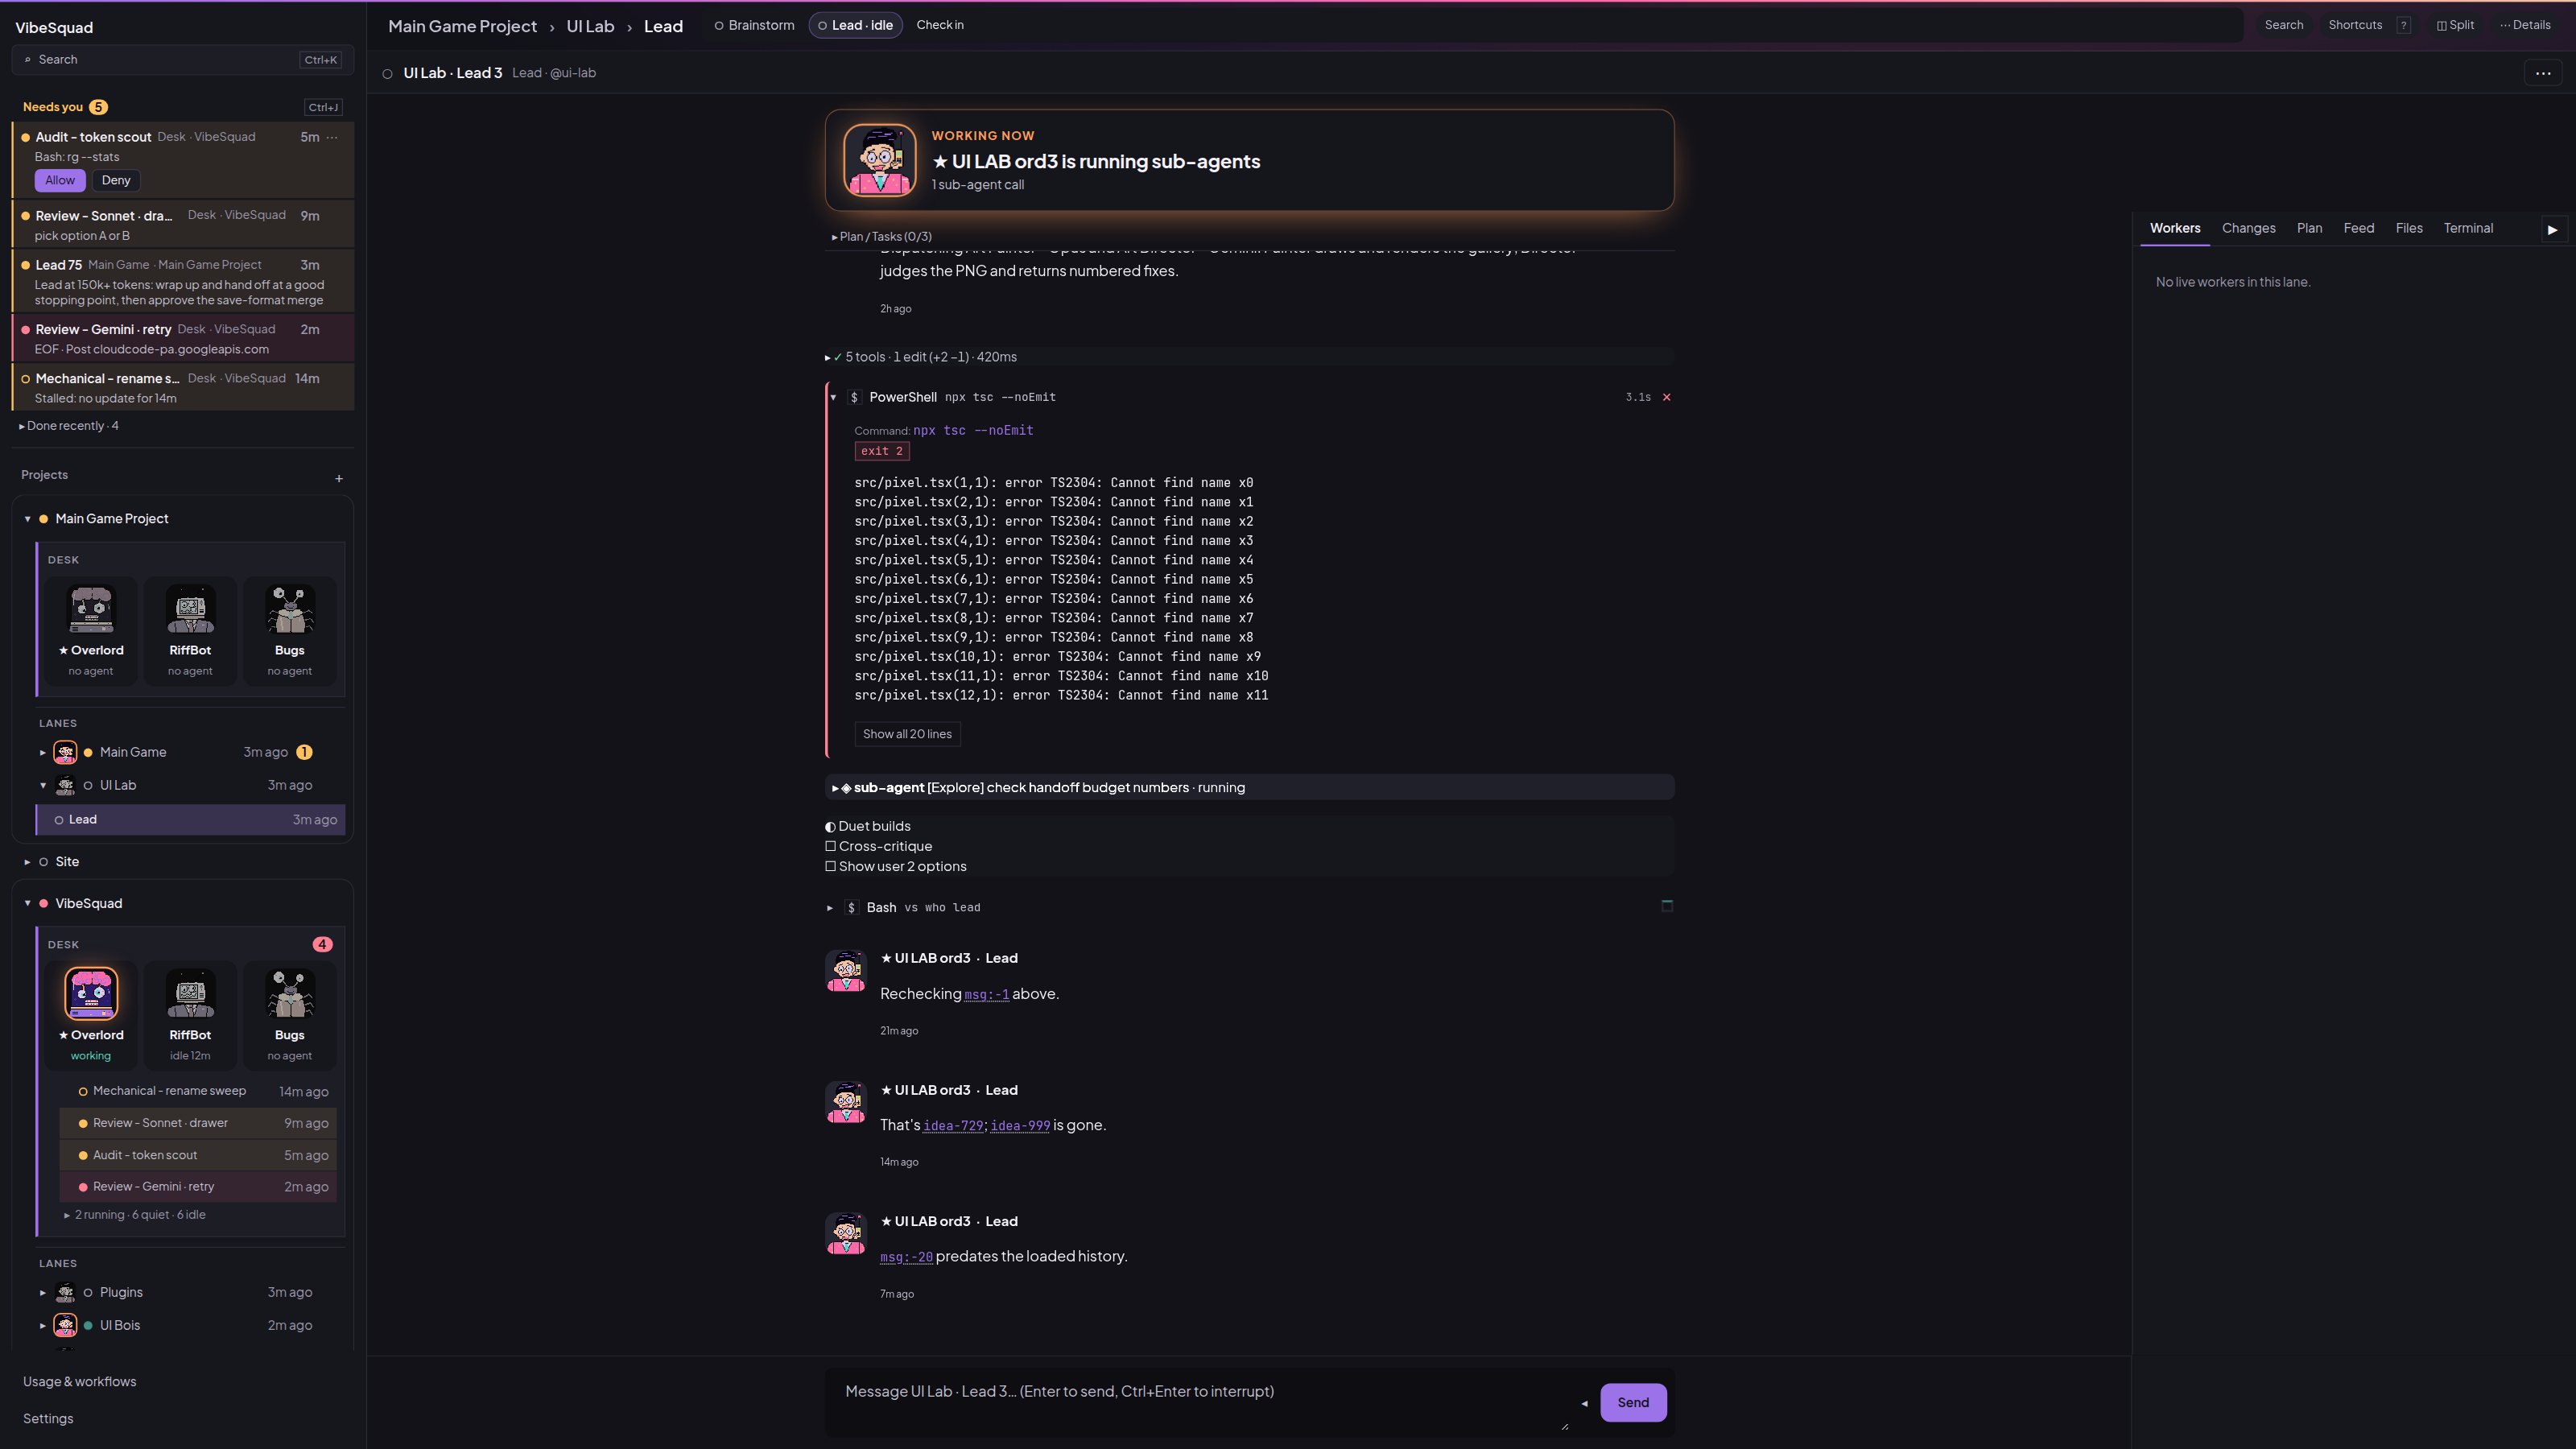 VibeSquad
Search Ctrl+K
Needs you 5 Ctrl+J
Audit - token scout Desk · VibeSquad 5m ···
Bash: rg --stats
Allow Deny
Review - Sonnet · dra... Desk · VibeSquad 9m
pick option A or B
Lead 75 Main Game · Main Game Project 3m
Lead at 150k+ tokens: wrap up and hand off at a good
stopping point, then approve the save-format merge
Review - Gemini · retry Desk · VibeSquad 2m
EOF · Post cloudcode-pa.googleapis.com
Mechanical - rename s... Desk · VibeSquad 14m
Stalled: no update for 14m
▸ Done recently · 4
Projects +
▾ Main Game Project
DESK
★ Overlord RiffBot Bugs
no agent no agent no agent
LANES
▸ Main Game 3m ago 1
▾ UI Lab 3m ago
Lead 3m ago
▸ Site
▾ VibeSquad
DESK 4
★ Overlord RiffBot Bugs
working idle 12m no agent
Mechanical - rename sweep 14m ago
Review - Sonnet · drawer 9m ago
Audit - token scout 5m ago
Review - Gemini · retry 2m ago
▸ 2 running · 6 quiet · 6 idle
LANES
▸ Plugins 3m ago
▸ UI Bois 2m ago
Usage & workflows
Settings
Main Game Project › UI Lab › Lead ○ Brainstorm ○ Lead · idle Check in
Search Shortcuts ? Split ··· Details
○ UI Lab · Lead 3 Lead · @ui-lab ···
WORKING NOW
★ UI LAB ord3 is running sub-agents
1 sub-agent call
▸ Plan / Tasks (0/3)
Dispatching Art Painter - Opus and Art Director - Gemini Painter draws and renders the gallery; Director
judges the PNG and returns numbered fixes.
2h ago
▸ ✓ 5 tools · 1 edit (+2 −1) · 420ms
▾ $ PowerShell npx tsc --noEmit 3.1s ✕
Command: npx tsc --noEmit
exit 2
src/pixel.tsx(1,1): error TS2304: Cannot find name x0
src/pixel.tsx(2,1): error TS2304: Cannot find name x1
src/pixel.tsx(3,1): error TS2304: Cannot find name x2
src/pixel.tsx(4,1): error TS2304: Cannot find name x3
src/pixel.tsx(5,1): error TS2304: Cannot find name x4
src/pixel.tsx(6,1): error TS2304: Cannot find name x5
src/pixel.tsx(7,1): error TS2304: Cannot find name x6
src/pixel.tsx(8,1): error TS2304: Cannot find name x7
src/pixel.tsx(9,1): error TS2304: Cannot find name x8
src/pixel.tsx(10,1): error TS2304: Cannot find name x9
src/pixel.tsx(11,1): error TS2304: Cannot find name x10
src/pixel.tsx(12,1): error TS2304: Cannot find name x11
Show all 20 lines
▸ ◈ sub-agent [Explore] check handoff budget numbers · running
◐ Duet builds
☐ Cross-critique
☐ Show user 2 options
▸ $ Bash vs who lead
★ UI LAB ord3 · Lead
Rechecking msg:-1 above.
21m ago
★ UI LAB ord3 · Lead
That's idea-729; idea-999 is gone.
14m ago
★ UI LAB ord3 · Lead
msg:-20 predates the loaded history.
7m ago
Message UI Lab · Lead 3… (Enter to send, Ctrl+Enter to interrupt)
◂ Send
Workers Changes Plan Feed Files Terminal ▶
No live workers in this lane.